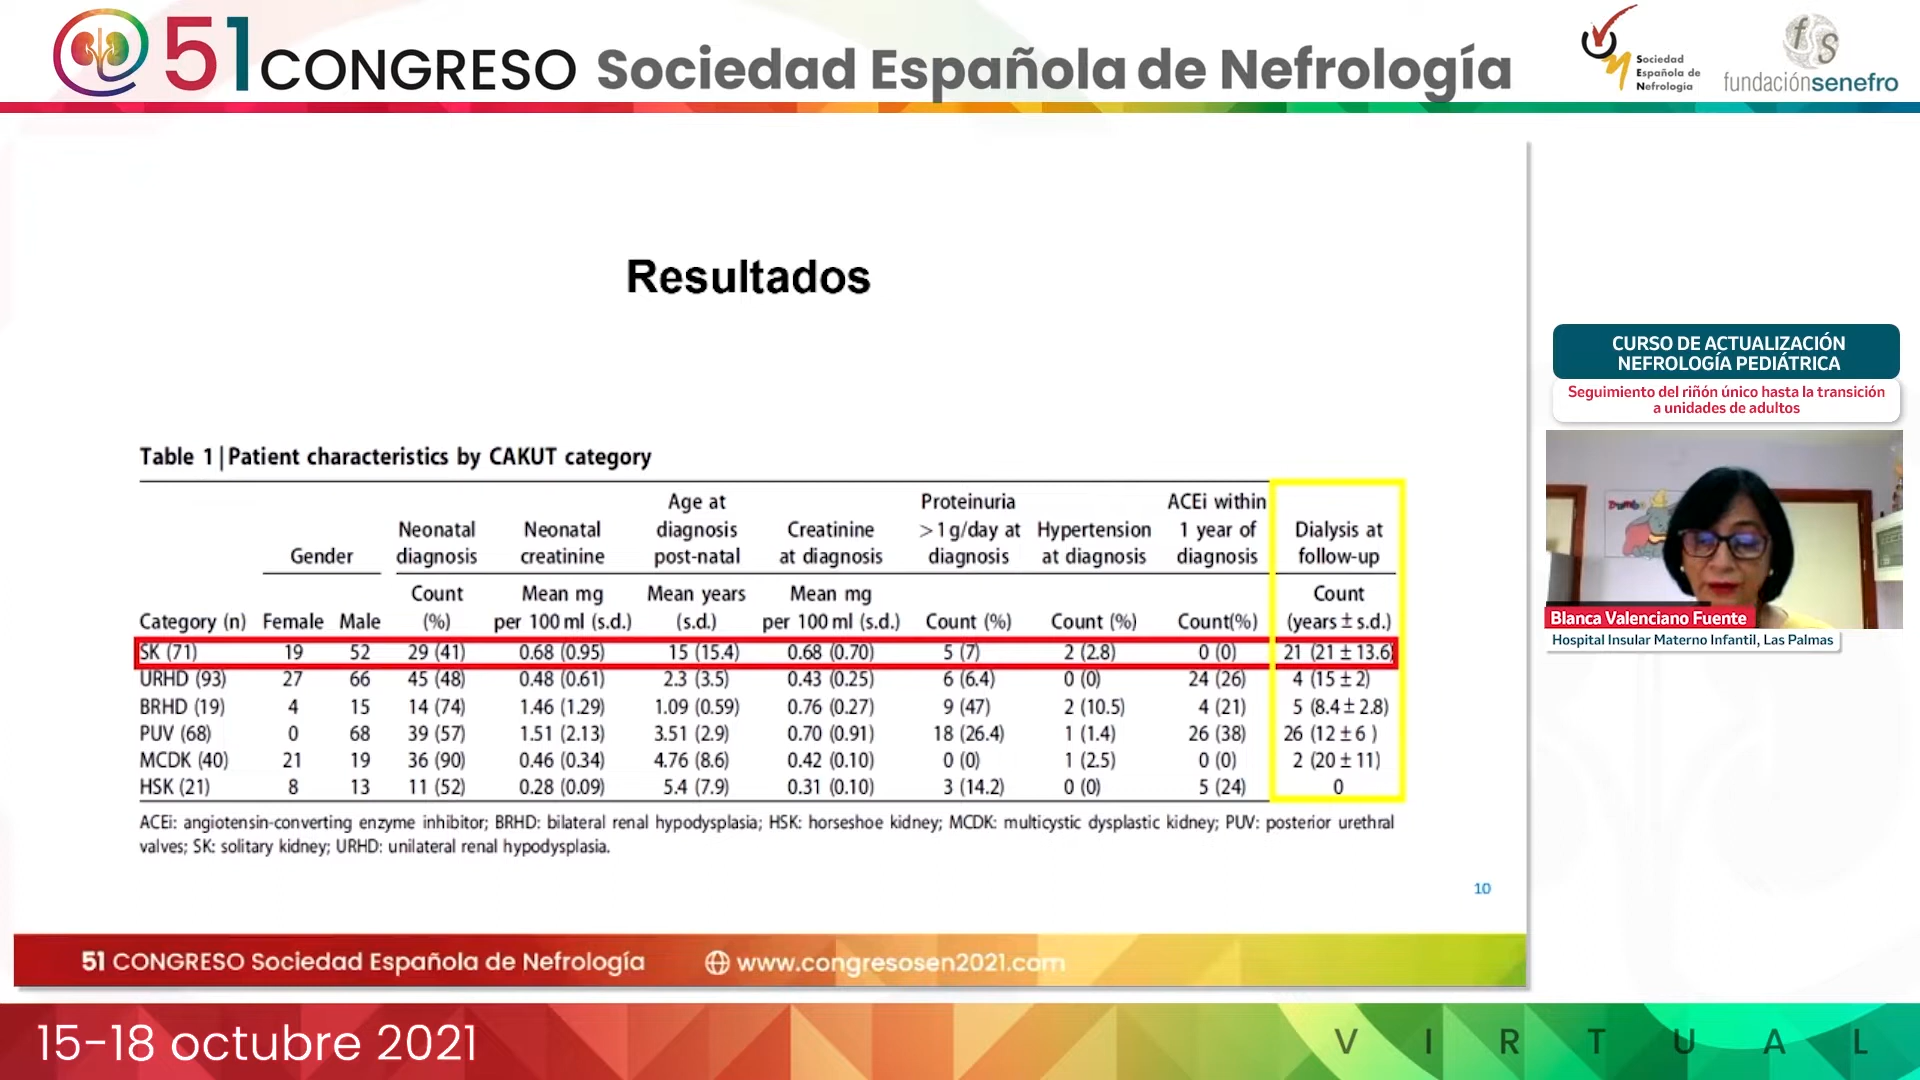 51 CONGRESO Sociedad Española de Nefrología
Sociedad
Española de
Nefrología
fs
fundaciónsenefro
Resultados
CURSO DE ACTUALIZACIÓN
NEFROLOGÍA PEDIÁTRICA
Seguimiento del riñón único hasta la transición
a unidades de adultos
Dumbo
Blanca Valenciano Fuente
Hospital Insular Materno Infantil, Las Palmas
Table 1 | Patient characteristics by CAKUT category
Age at Proteinuria ACEi within
Neonatal Neonatal diagnosis Creatinine >1 g/day at Hypertension 1 year of Dialysis at
Gender diagnosis creatinine post-natal at diagnosis diagnosis at diagnosis diagnosis follow-up
Count Mean mg Mean years Mean mg Count
Category (n) Female Male (%) per 100 ml (s.d.) (s.d.) per 100 ml (s.d.) Count (%) Count (%) Count(%) (years ± s.d.)
SK (71) 19 52 29 (41) 0.68 (0.95) 15 (15.4) 0.68 (0.70) 5 (7) 2 (2.8) 0 (0) 21 (21 ± 13.6)
URHD (93) 27 66 45 (48) 0.48 (0.61) 2.3 (3.5) 0.43 (0.25) 6 (6.4) 0 (0) 24 (26) 4 (15 ± 2)
BRHD (19) 4 15 14 (74) 1.46 (1.29) 1.09 (0.59) 0.76 (0.27) 9 (47) 2 (10.5) 4 (21) 5 (8.4 ± 2.8)
PUV (68) 0 68 39 (57) 1.51 (2.13) 3.51 (2.9) 0.70 (0.91) 18 (26.4) 1 (1.4) 26 (38) 26 (12 ± 6 )
MCDK (40) 21 19 36 (90) 0.46 (0.34) 4.76 (8.6) 0.42 (0.10) 0 (0) 1 (2.5) 0 (0) 2 (20 ± 11)
HSK (21) 8 13 11 (52) 0.28 (0.09) 5.4 (7.9) 0.31 (0.10) 3 (14.2) 0 (0) 5 (24) 0
ACEi: angiotensin-converting enzyme inhibitor; BRHD: bilateral renal hypodysplasia; HSK: horseshoe kidney; MCDK: multicystic dysplastic kidney; PUV: posterior urethral
valves; SK: solitary kidney; URHD: unilateral renal hypodysplasia.
10
51 CONGRESO Sociedad Española de Nefrología www.congresosen2021.com
15-18 octubre 2021 VIRTUAL